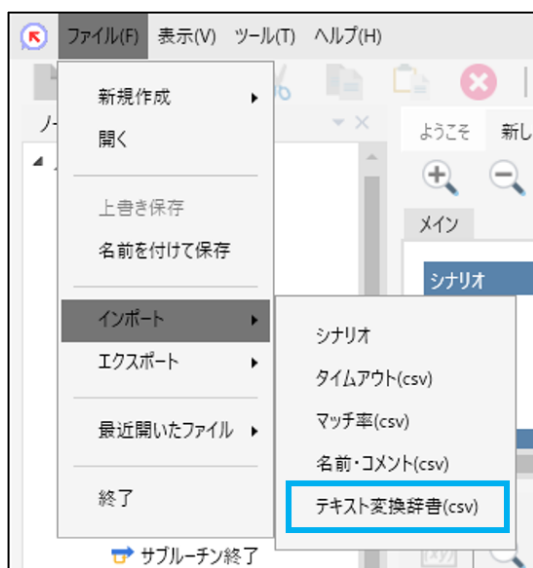 ファイル(F) 表示(V) ツール(T) ヘルプ(H)
新規作成
開く
上書き保存
名前を付けて保存
インポート
エクスポート
最近開いたファイル
終了
シナリオ
タイムアウト(csv)
マッチ率(csv)
名前・コメント(csv)
テキスト変換辞書(csv)
ようこそ 新し
メイン
シナリオ
サブルーチン終了